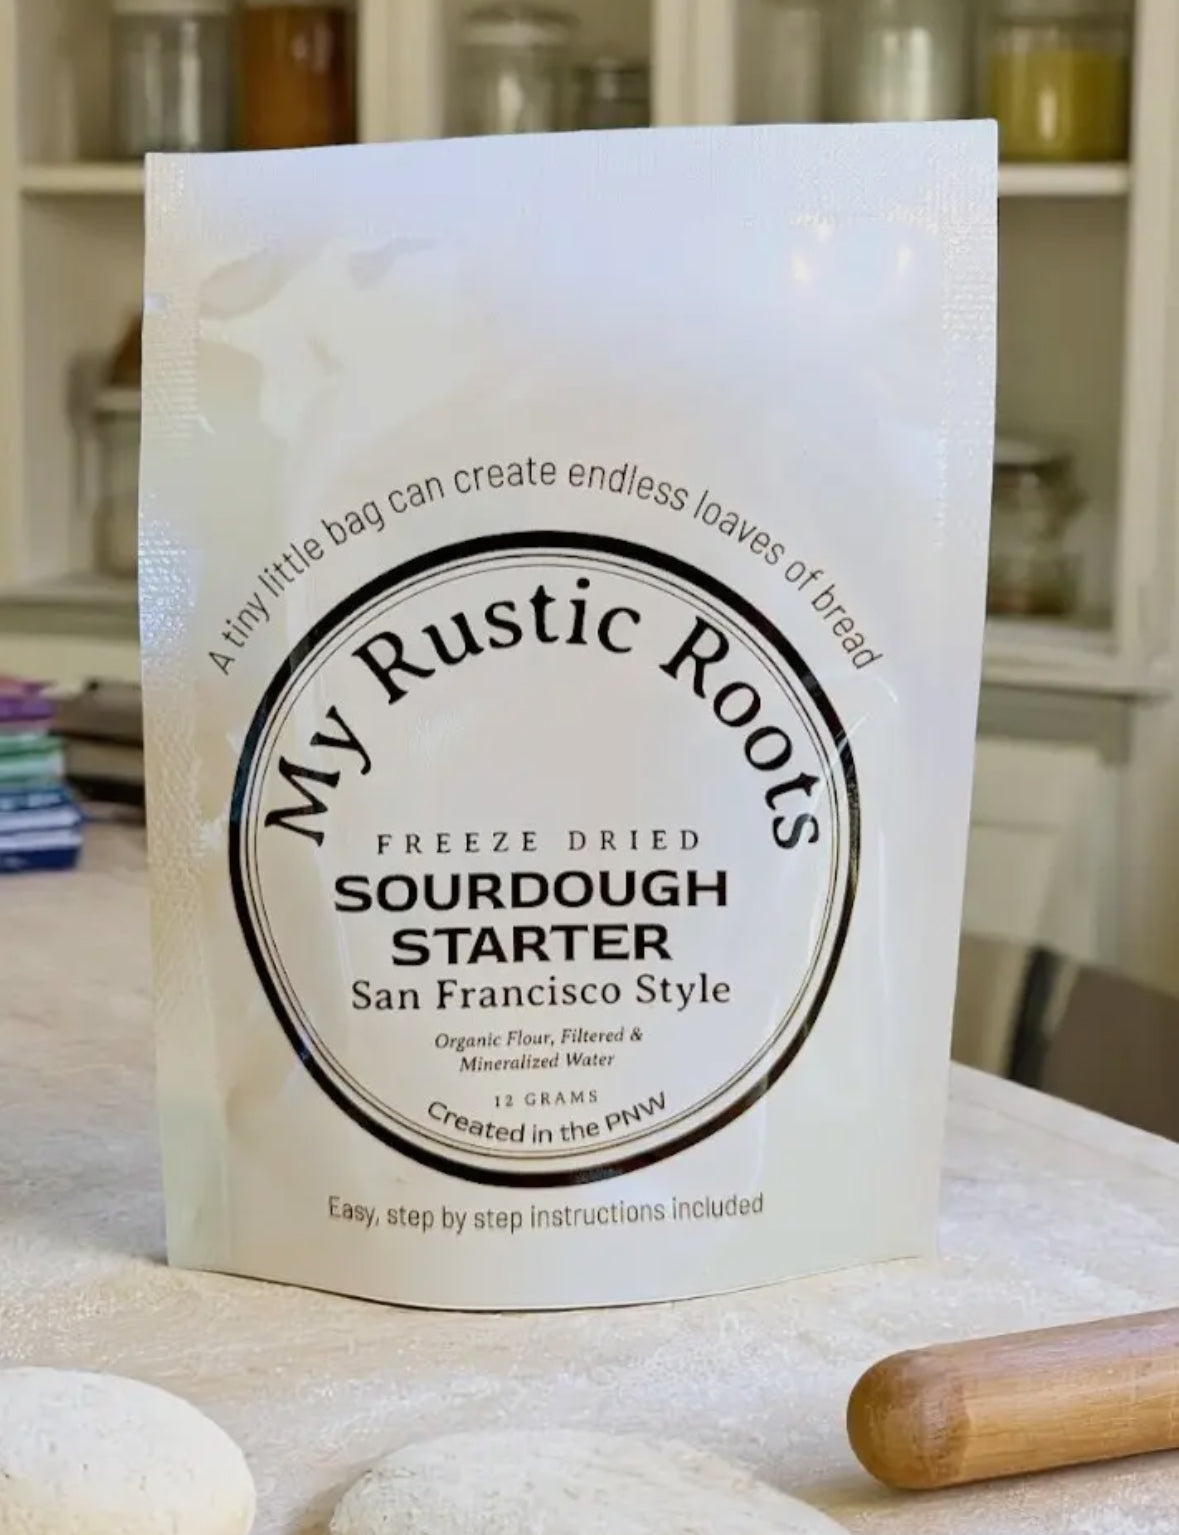 A tiny little bag can create endless loaves of bread
My Rustic Roots
FREEZE DRIED
SOURDOUGH
STARTER
San Francisco Style
Organic Flour, Filtered &
Mineralized Water
12 GRAMS
Created in the PNW
Easy, step by step instructions included